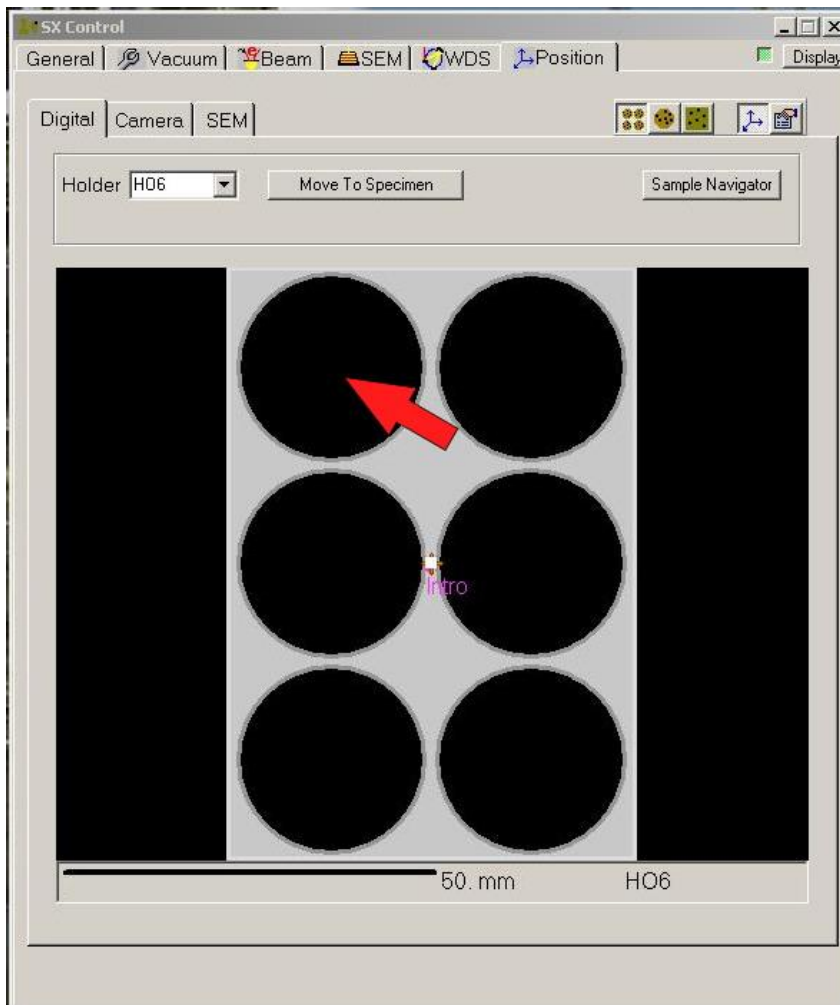 SX Control
General Vacuum Beam SEM WDS Position Display
Digital Camera SEM
Holder HO6 Move To Specimen Sample Navigator
Intro
50. mm HO6